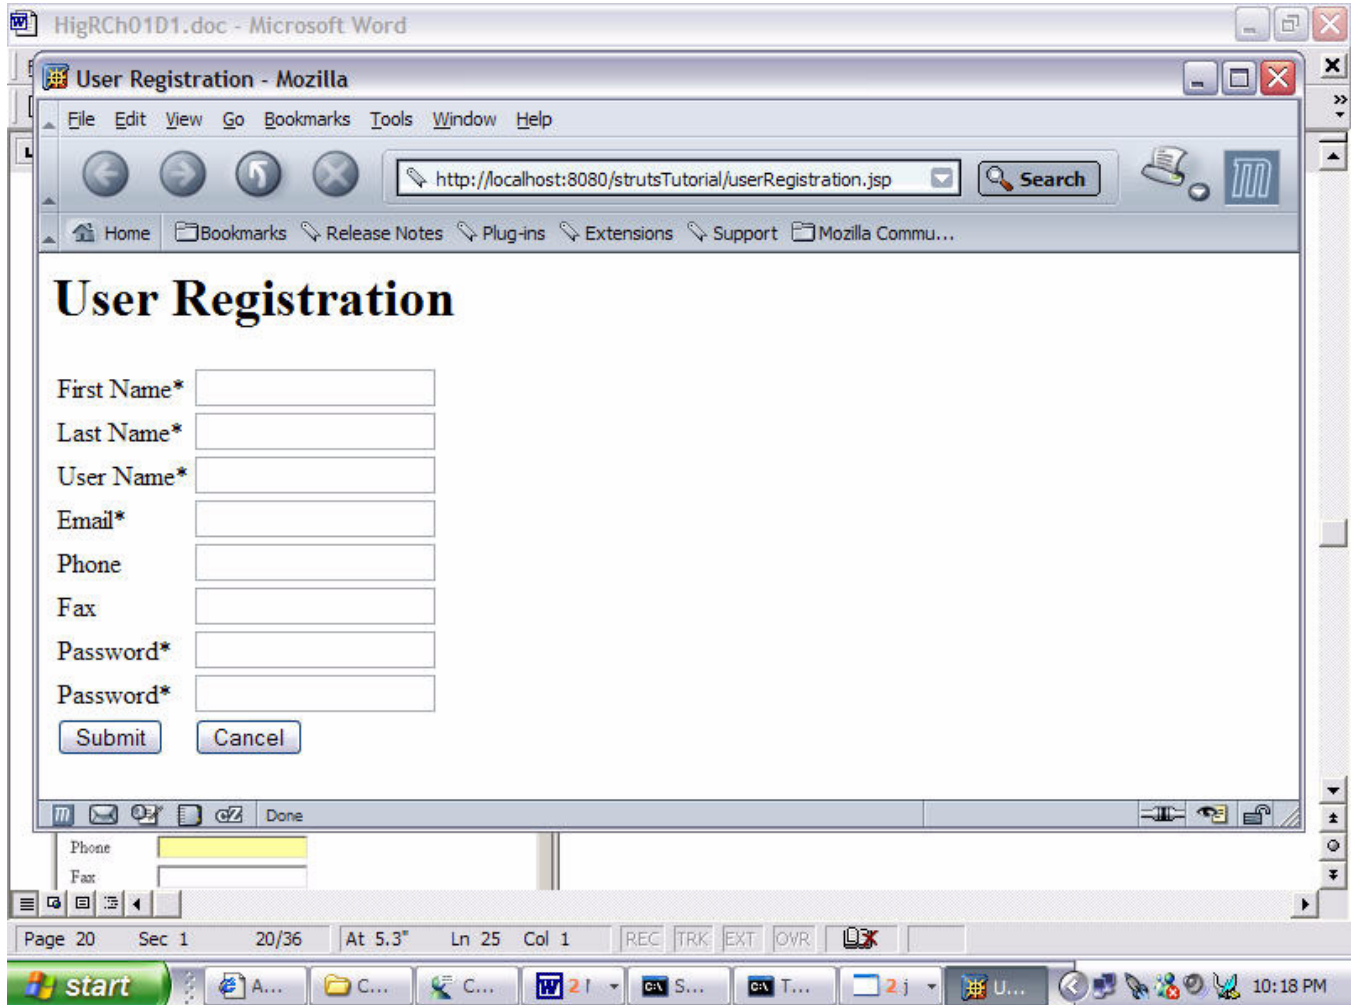 HigRCh01D1.doc - Microsoft Word
User Registration - Mozilla
File Edit View Go Bookmarks Tools Window Help
http://localhost:8080/strutsTutorial/userRegistration.jsp Search
Home Bookmarks Release Notes Plug-ins Extensions Support Mozilla Commu...
User Registration
First Name*
Last Name*
User Name*
Email*
Phone
Fax
Password*
Password*
Submit Cancel
Done
Phone
Fax
Page 20 Sec 1 20/36 At 5.3" Ln 25 Col 1 REC TRK EXT OVR
start A... C... C... 2 S... T... 2 j U... 10:18 PM